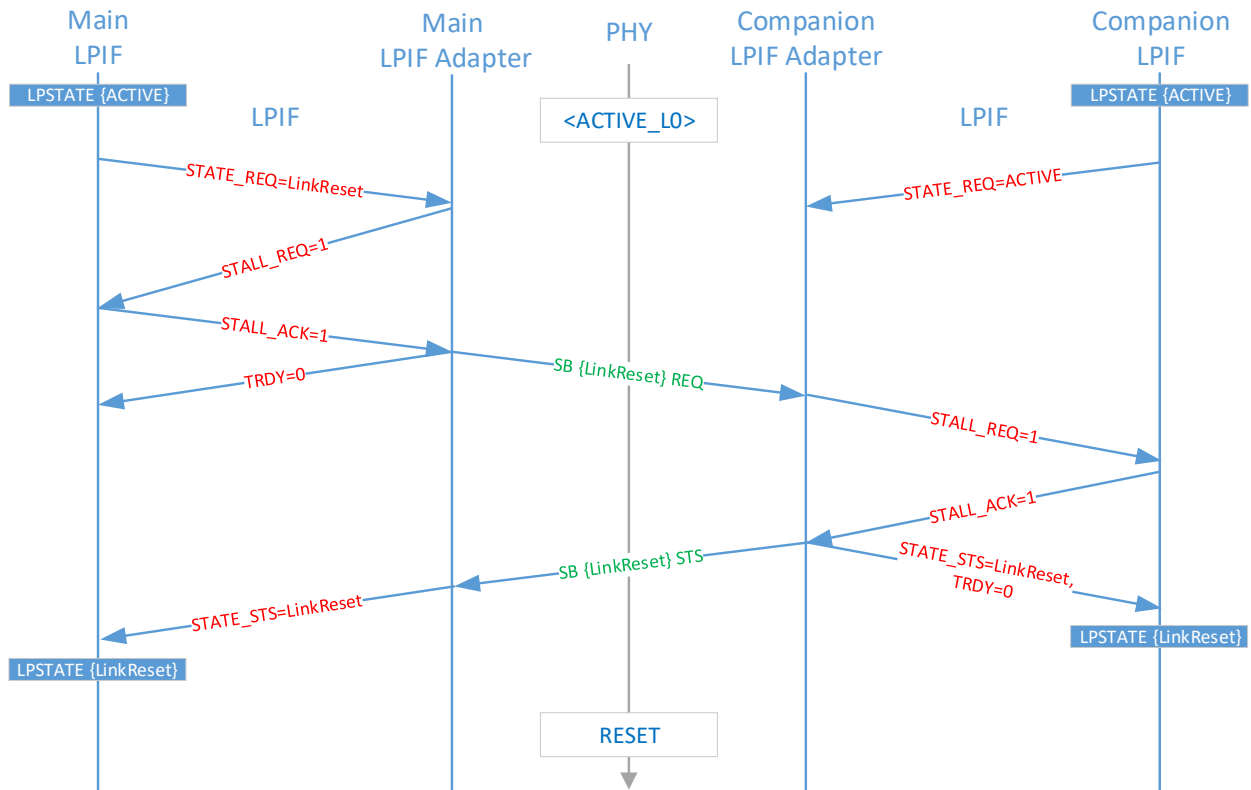 Main
LPIF
Main
LPIF Adapter
PHY
Companion
LPIF Adapter
Companion
LPIF
LPSTATE {ACTIVE}
LPSTATE {ACTIVE}
LPIF
<ACTIVE_L0>
LPIF
STATE_REQ=LinkReset
STATE_REQ=ACTIVE
STALL_REQ=1
STALL_ACK=1
TRDY=0
SB {LinkReset} REQ
STALL_REQ=1
STALL_ACK=1
SB {LinkReset} STS
STATE_STS=LinkReset,
TRDY=0
STATE_STS=LinkReset
LPSTATE {LinkReset}
LPSTATE {LinkReset}
RESET